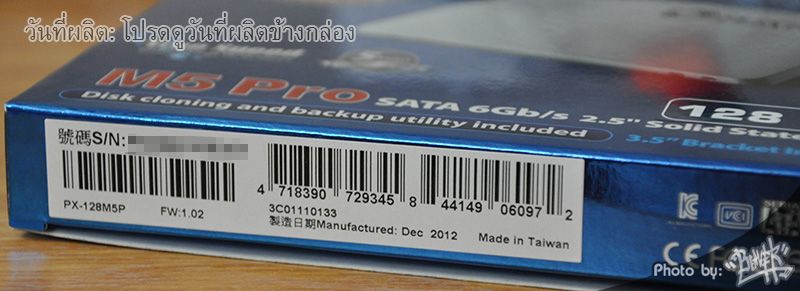 วันที่ผลิต: โปรดดูวันที่ผลิตข้างกล่อง
M5 Pro SATA 6Gb/s 2.5" Solid State
128
Disk cloning and backup utility included
3.5" Bracket
號碼S/N:
PX-128M5P FW:1.02
4 718390 729345
8 44149 06097 2
3C01110133
製造日期Manufactured: Dec 2012 Made in Taiwan
CE
Photo by: